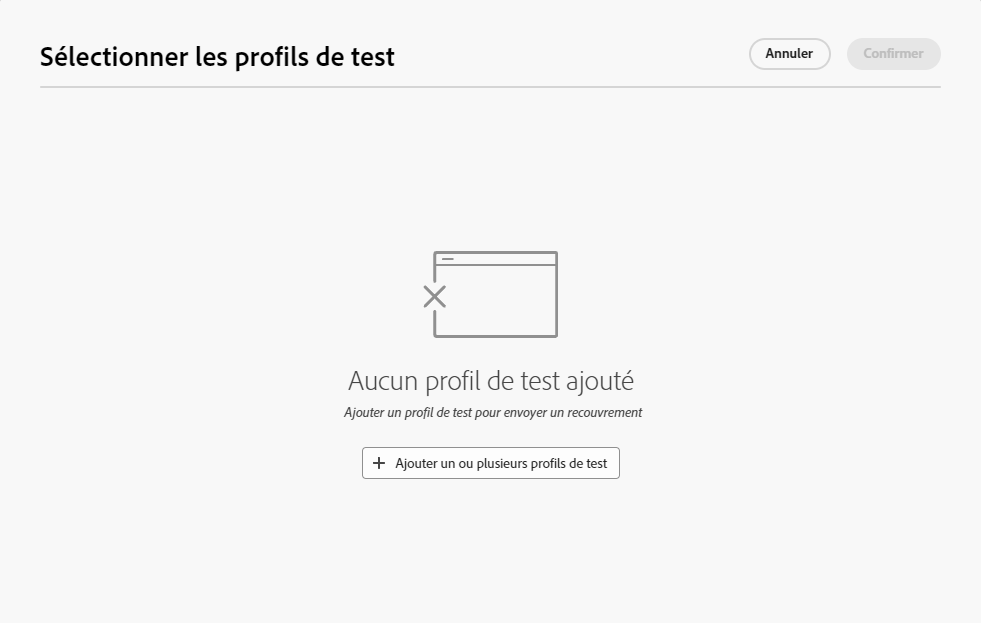 Sélectionner les profils de test
Annuler
Confirmer
Aucun profil de test ajouté
Ajouter un profil de test pour envoyer un recouvrement
Ajouter un ou plusieurs profils de test